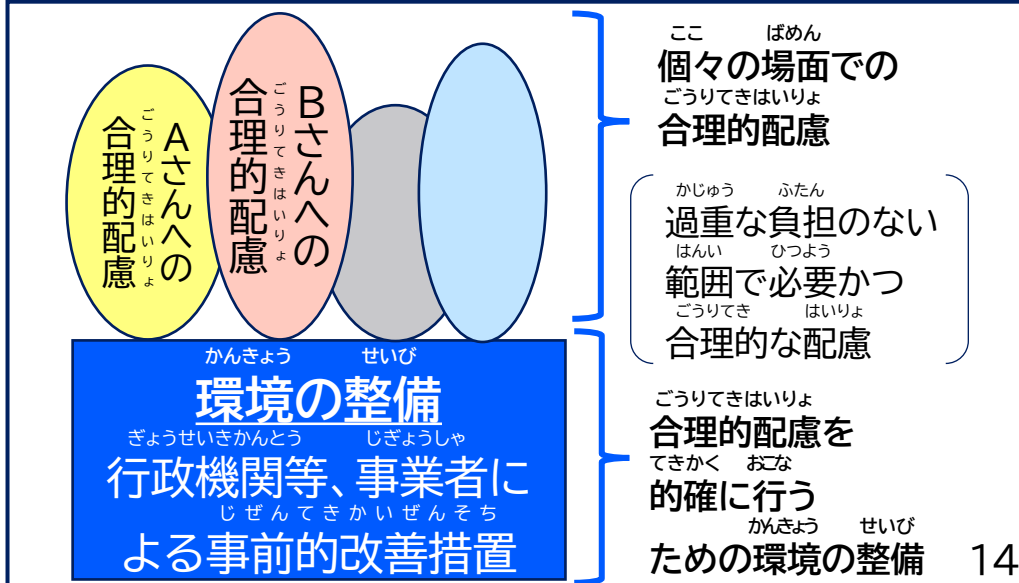 ごうりてきはいりょ
Aさんへの
合理的配慮
ごうりてきはいりょ
Bさんへの
合理的配慮
ここ ばめん
個々の場面での
ごうりてきはいりょ
合理的配慮
かじゅう ふたん
過重な負担のない
はんい ひつよう
範囲で必要かつ
ごうりてき はいりょ
合理的な配慮
かんきょう せいび
環境の整備
ぎょうせいきかんとう じぎょうしゃ
行政機関等、事業者に
じぜんてきかいぜんそち
よる事前的改善措置
ごうりてきはいりょ
合理的配慮を
てきかく おこな
的確に行う
かんきょう せいび
ための環境の整備
14